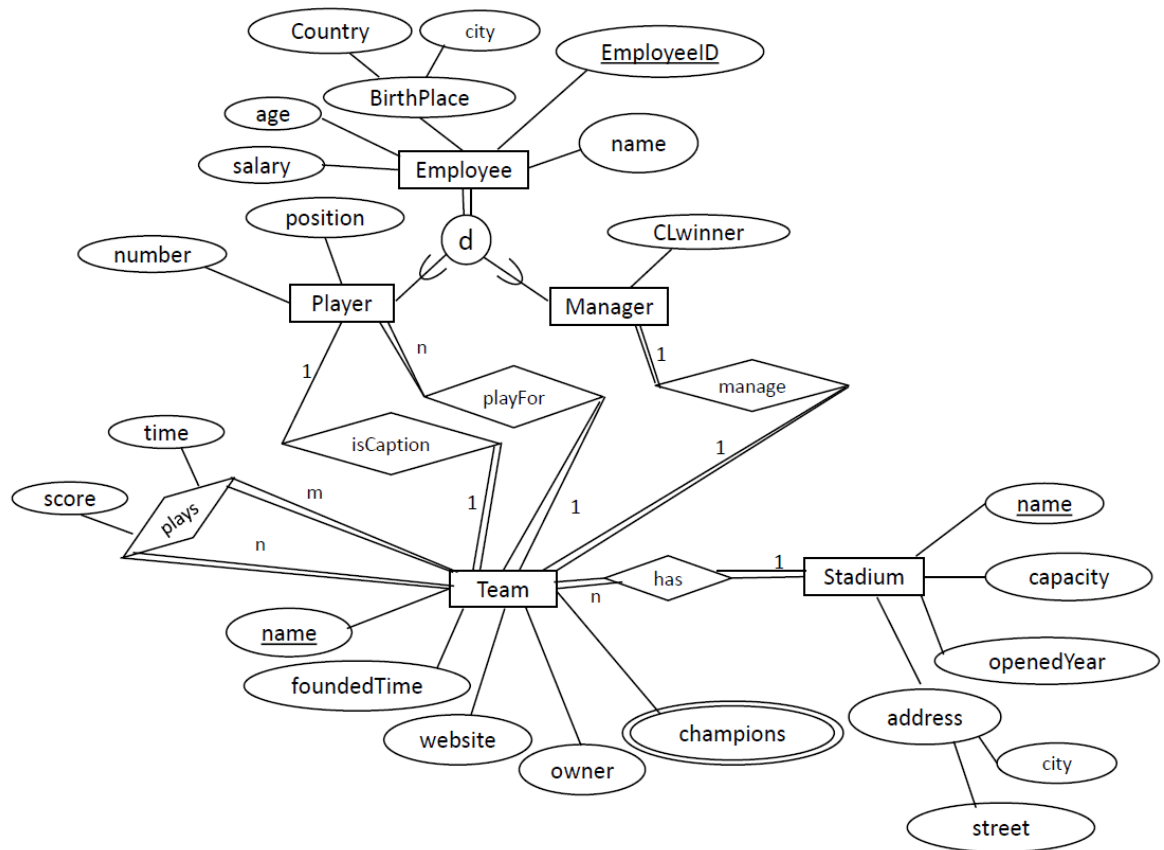 Country
city
EmployeeID
BirthPlace
age
name
salary
Employee
position
d
CLwinner
number
Player
Manager
n
1
1
manage
playFor
time
isCaption
1
m
score
plays
1
1
n
name
has
1
Team
Stadium
capacity
n
name
openedYear
foundedTime
address
website
champions
city
owner
street